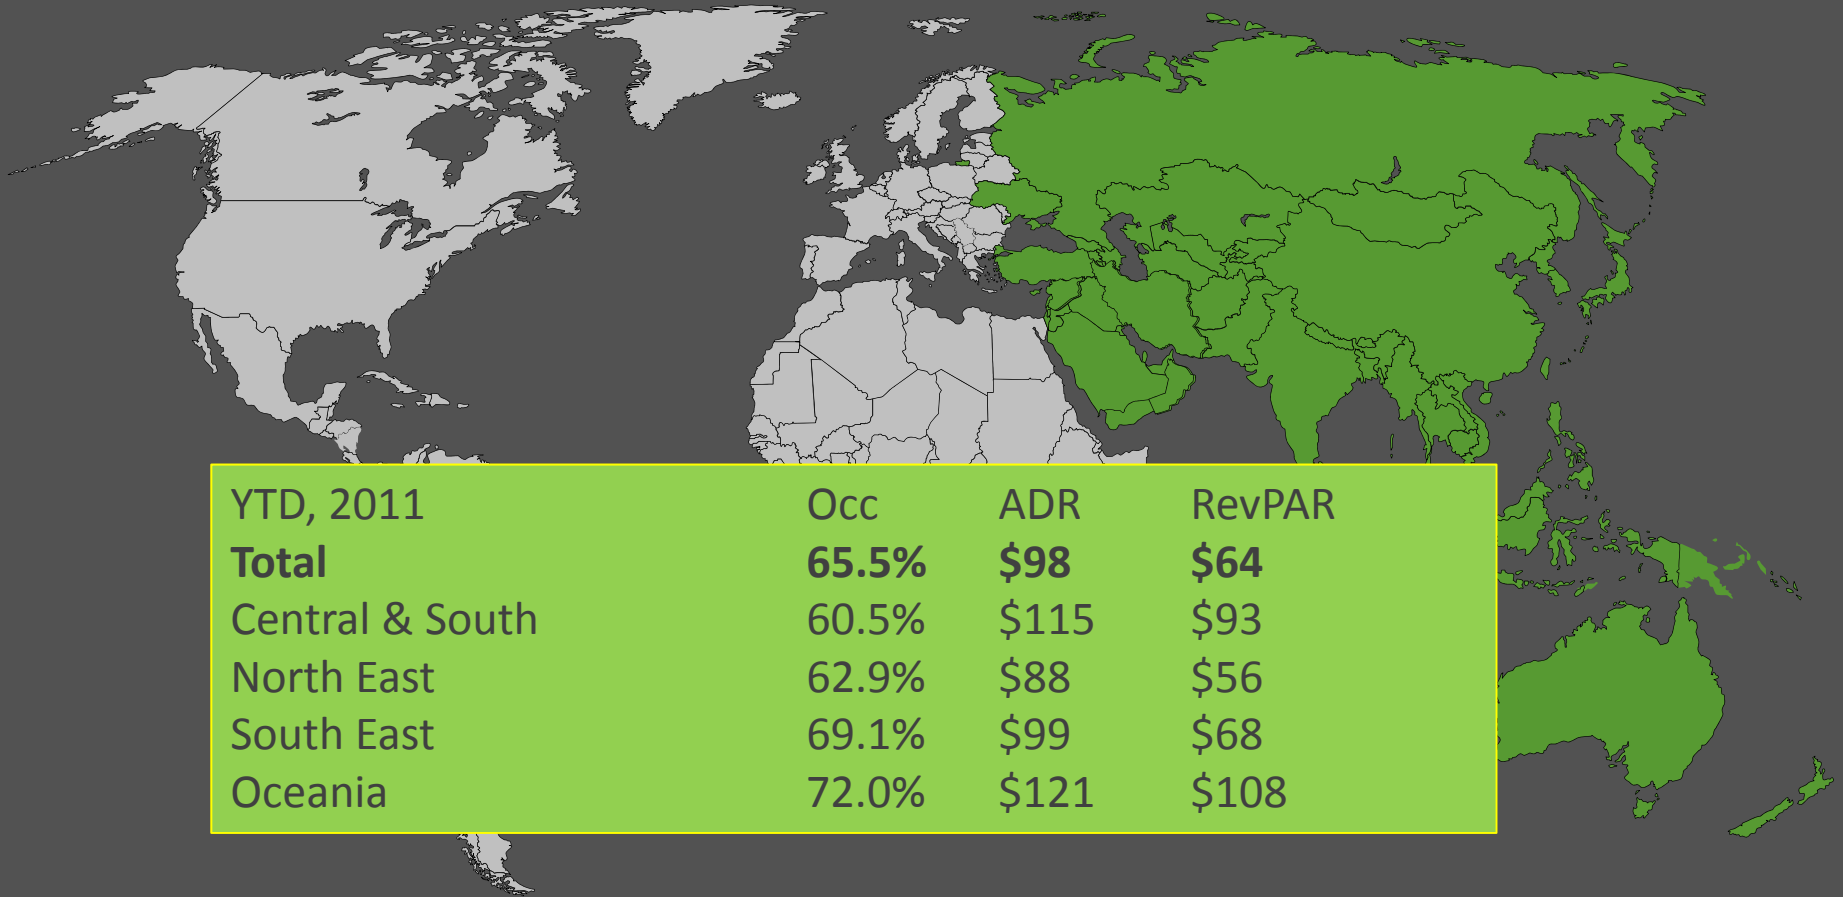 YTD, 2011 Occ ADR RevPAR
Total 65.5% $98 $64
Central & South 60.5% $115 $93
North East 62.9% $88 $56
South East 69.1% $99 $68
Oceania 72.0% $121 $108